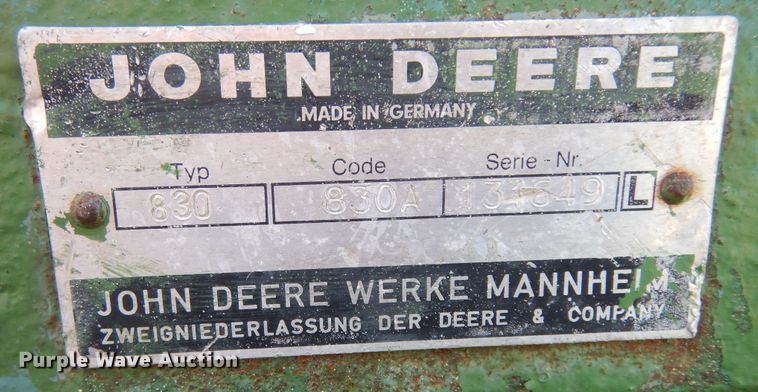 JOHN DEERE
MADE IN GERMANY
Typ Code Serie - Nr.
830 830A 131649 L
JOHN DEERE WERKE MANNHEIM
ZWEIGNIEDERLASSUNG DER DEERE & COMPANY
Purple Wave Auction